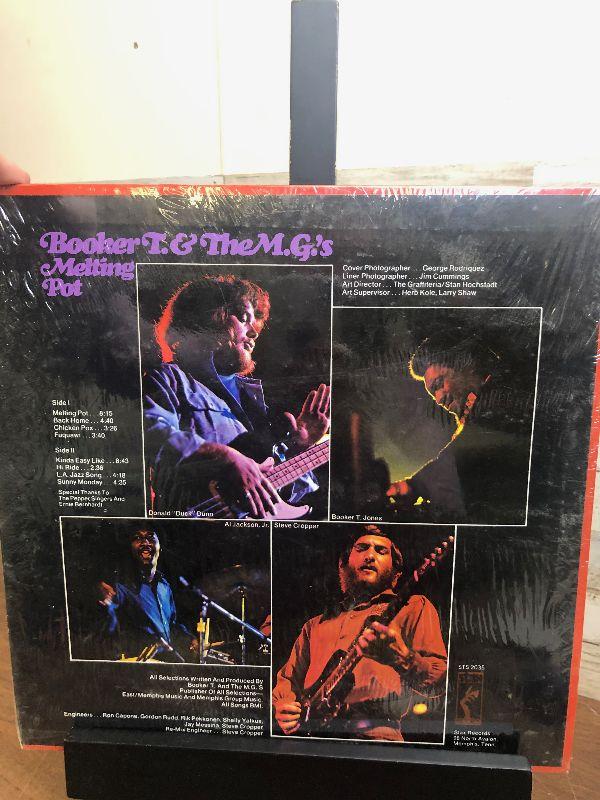 Booker T. & The M.G.'s
Melting
Pot
Cover Photographer . . . George Rodriquez
Liner Photographer . . . Jim Cummings
Art Director . . . The Graffiteria/Stan Hochstadt
Art Supervisor . . . Herb Kole, Larry Shaw
Side I
Melting Pot . . . 8:15
Back Home . . . 4:40
Chicken Pox . . . 3:26
Fuquawi . . . 3:40
Side II
Kinda Easy Like . . . 8:43
Hi Ride . . . 2:36
L.A. Jazz Song . . . 4:18
Sunny Monday . . . 4:35
Special Thanks To
The Pepper Singers And
Ernie Bernhardt
Donald "Duck" Dunn
Booker T. Jones
Al Jackson, Jr.
Steve Cropper
All Selections Written And Produced By
Booker T. And The M.G.'S
Publisher Of All Selections—
East/Memphis Music And Memphis Group Music
All Songs BMI.
Engineers . . . Ron Capone, Gordon Rudd, Rik Pekkonen, Shelly Yakus,
Jay Messina, Steve Cropper
Re-Mix Engineer . . . Steve Cropper
STS 2035
Stax Records
98 North Avalon
Memphis, Tenn.